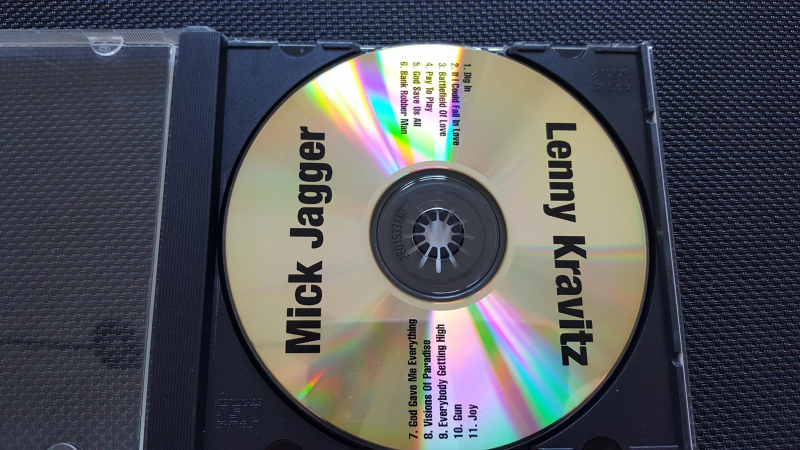 Lenny Kravitz
1. Dig In
2. If I Could Fall In Love
3. Battlefield Of Love
4. Pay To Play
5. God Save Us All
6. Bank Robber Man
7. God Gave Me Everything
8. Visions Of Paradise
9. Everybody Getting High
10. Gun
11. Joy
Mick Jagger